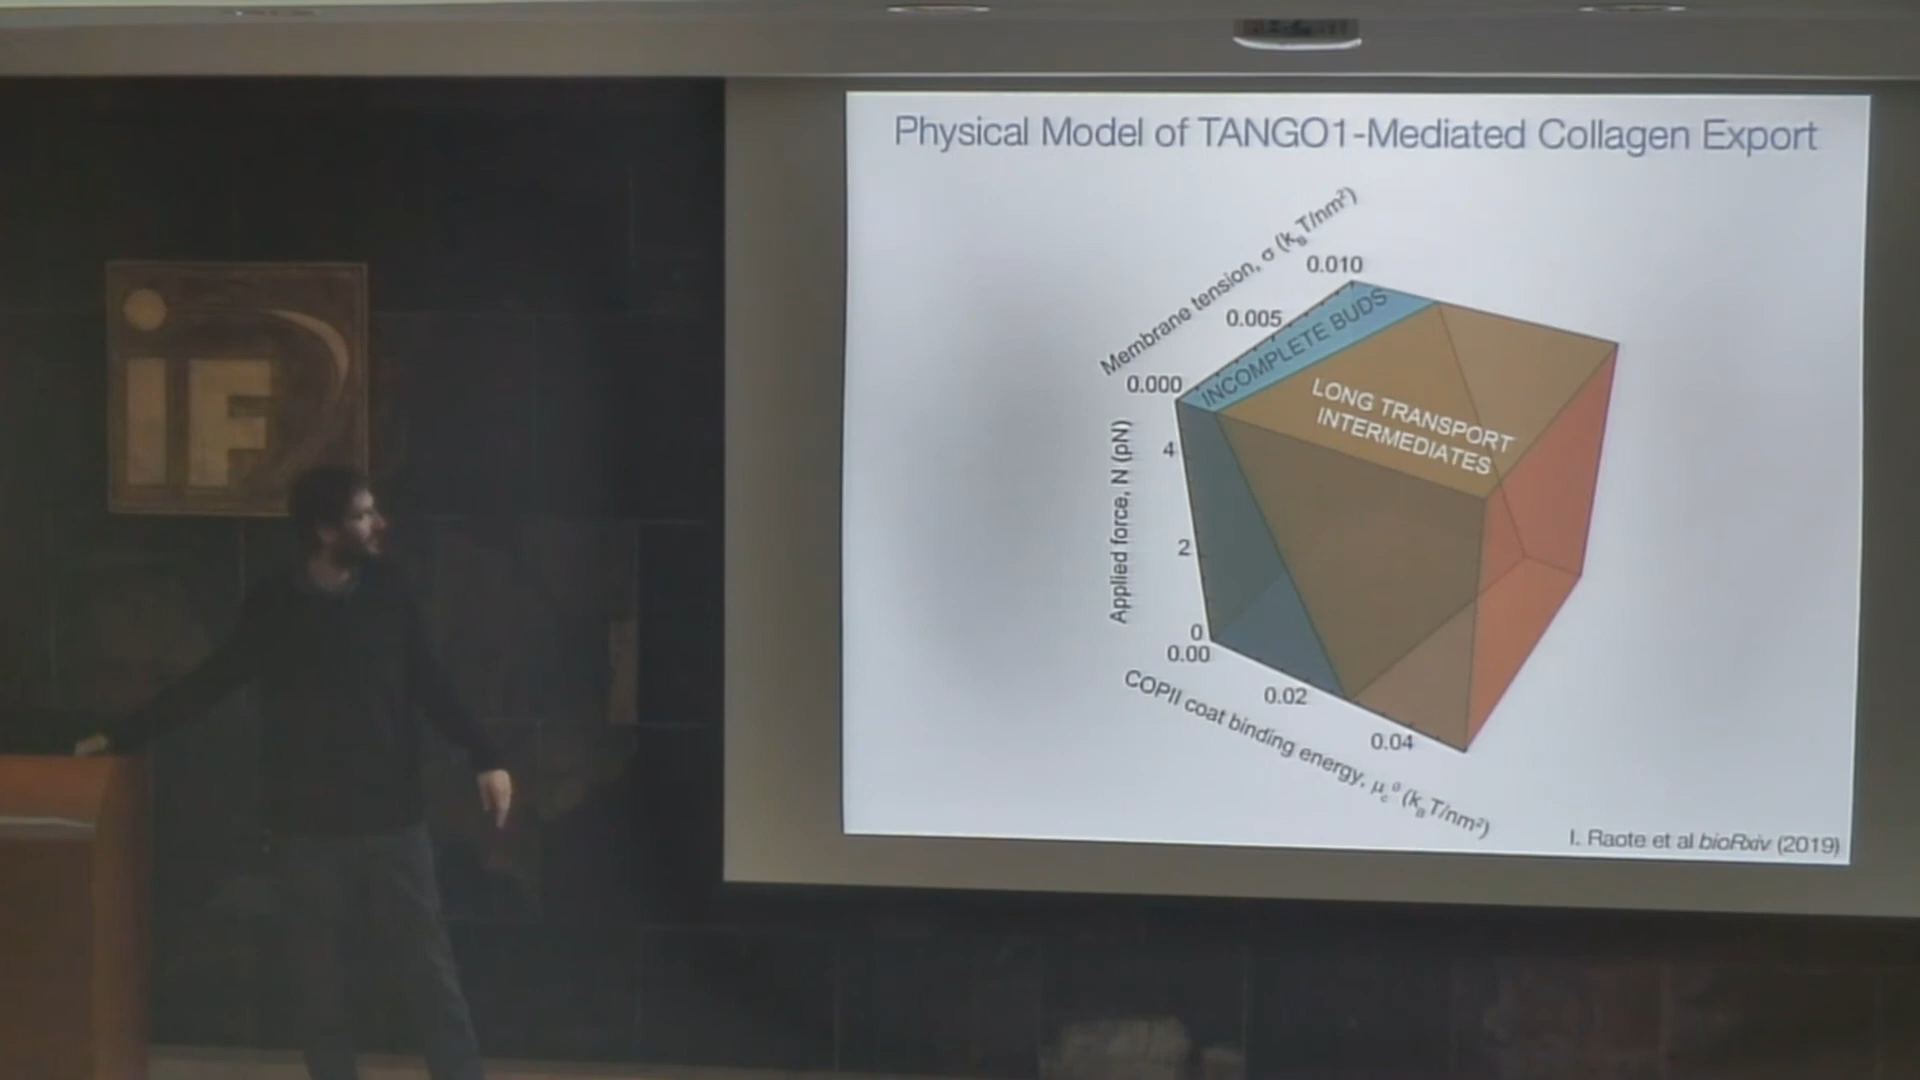 iF
Physical Model of TANGO1-Mediated Collagen Export
Membrane tension, σ (kBT/nm²)
0.010
0.005
0.000
INCOMPLETE BUDS
LONG TRANSPORT
INTERMEDIATES
Applied force, N (pN)
4
2
0
0.00
0.02
0.04
COPII coat binding energy, μc⁰ (kBT/nm²)
I. Raote et al bioRxiv (2019)